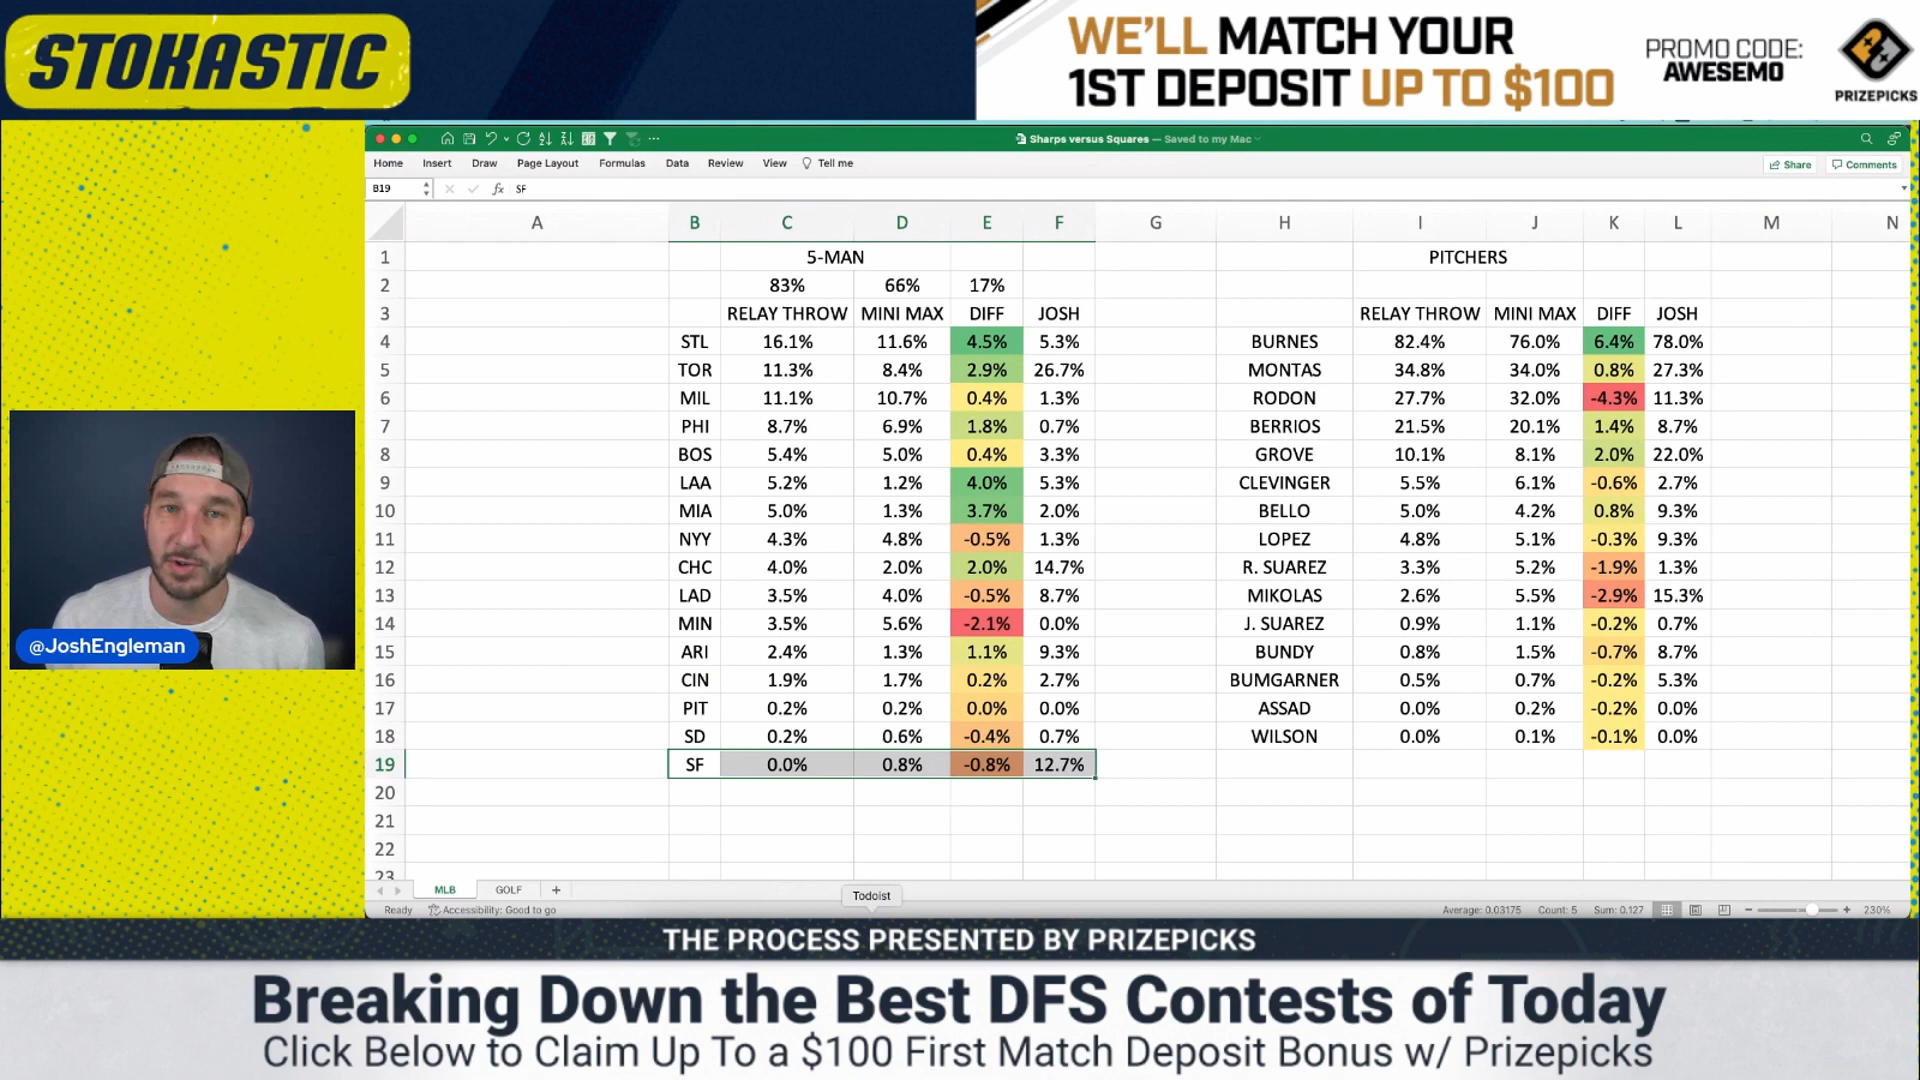 STOKASTIC
WE'LL MATCH YOUR
1ST DEPOSIT UP TO $100
PROMO CODE:
AWESEMO
PRIZEPICKS
Sharps versus Squares — Saved to my Mac
Home Insert Draw Page Layout Formulas Data Review View Tell me
Share Comments
B19 fx SF
A B C D E F G H I J K L M N
1 5-MAN PITCHERS
2 83% 66% 17%
3 RELAY THROW MINI MAX DIFF JOSH RELAY THROW MINI MAX DIFF JOSH
4 STL 16.1% 11.6% 4.5% 5.3% BURNES 82.4% 76.0% 6.4% 78.0%
5 TOR 11.3% 8.4% 2.9% 26.7% MONTAS 34.8% 34.0% 0.8% 27.3%
6 MIL 11.1% 10.7% 0.4% 1.3% RODON 27.7% 32.0% -4.3% 11.3%
7 PHI 8.7% 6.9% 1.8% 0.7% BERRIOS 21.5% 20.1% 1.4% 8.7%
8 BOS 5.4% 5.0% 0.4% 3.3% GROVE 10.1% 8.1% 2.0% 22.0%
9 LAA 5.2% 1.2% 4.0% 5.3% CLEVINGER 5.5% 6.1% -0.6% 2.7%
10 MIA 5.0% 1.3% 3.7% 2.0% BELLO 5.0% 4.2% 0.8% 9.3%
11 NYY 4.3% 4.8% -0.5% 1.3% LOPEZ 4.8% 5.1% -0.3% 9.3%
12 CHC 4.0% 2.0% 2.0% 14.7% R. SUAREZ 3.3% 5.2% -1.9% 1.3%
13 LAD 3.5% 4.0% -0.5% 8.7% MIKOLAS 2.6% 5.5% -2.9% 15.3%
14 MIN 3.5% 5.6% -2.1% 0.0% J. SUAREZ 0.9% 1.1% -0.2% 0.7%
15 ARI 2.4% 1.3% 1.1% 9.3% BUNDY 0.8% 1.5% -0.7% 8.7%
16 CIN 1.9% 1.7% 0.2% 2.7% BUMGARNER 0.5% 0.7% -0.2% 5.3%
17 PIT 0.2% 0.2% 0.0% 0.0% ASSAD 0.0% 0.2% -0.2% 0.0%
18 SD 0.2% 0.6% -0.4% 0.7% WILSON 0.0% 0.1% -0.1% 0.0%
19 SF 0.0% 0.8% -0.8% 12.7%
20
21
22
23
@JoshEngleman
MLB GOLF +
Todoist
Ready Accessibility: Good to go Average: 0.03175 Count: 5 Sum: 0.127 230%
THE PROCESS PRESENTED BY PRIZEPICKS
Breaking Down the Best DFS Contests of Today
Click Below to Claim Up To a $100 First Match Deposit Bonus w/ Prizepicks